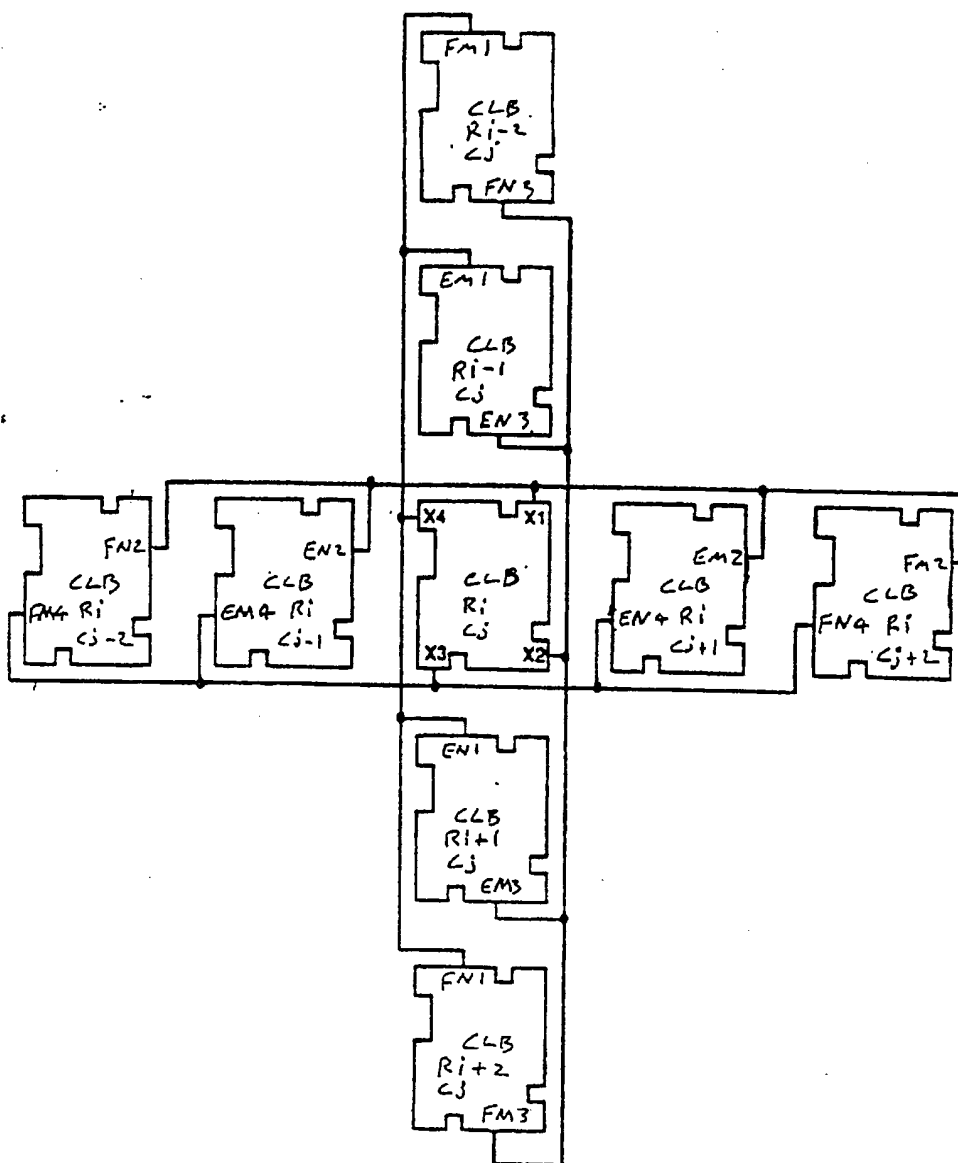 FM1
CLB
Ri-2
Cj
FN3
EM1
CLB
Ri-1
Cj
EN3
FN2
CLB
FM4 Ri
Cj-2
EN2
CLB
EM4 Ri
Cj-1
X4 X1
CLB
Ri
Cj
X3 X2
EM2
CLB
EN4 Ri
Cj+1
FM2
CLB
FN4 Ri
Cj+2
EN1
CLB
Ri+1
Cj
EM3
FN1
CLB
Ri+2
Cj
FM3